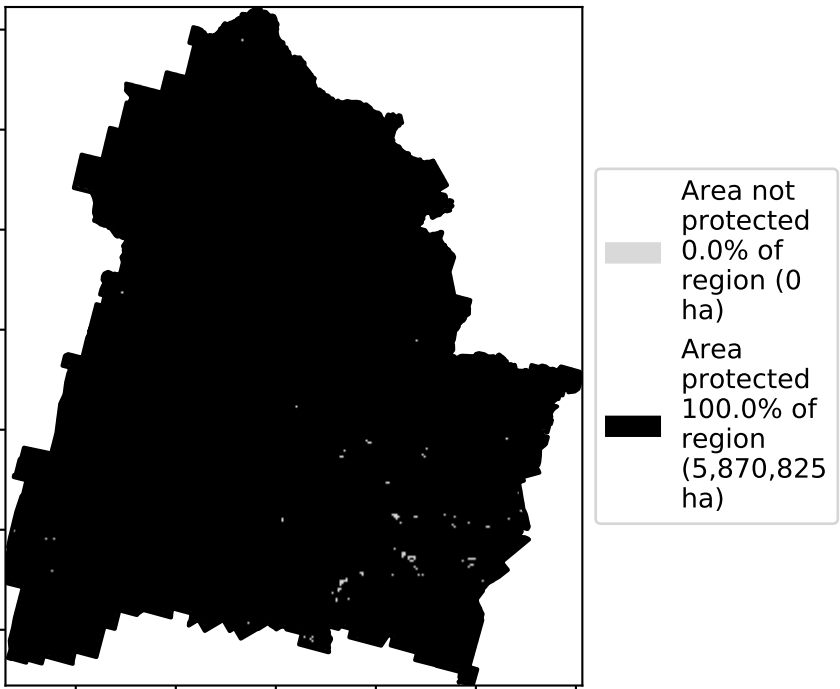 Area not
protected
0.0% of
region (0
ha)
Area
protected
100.0% of
region
(5,870,825
ha)